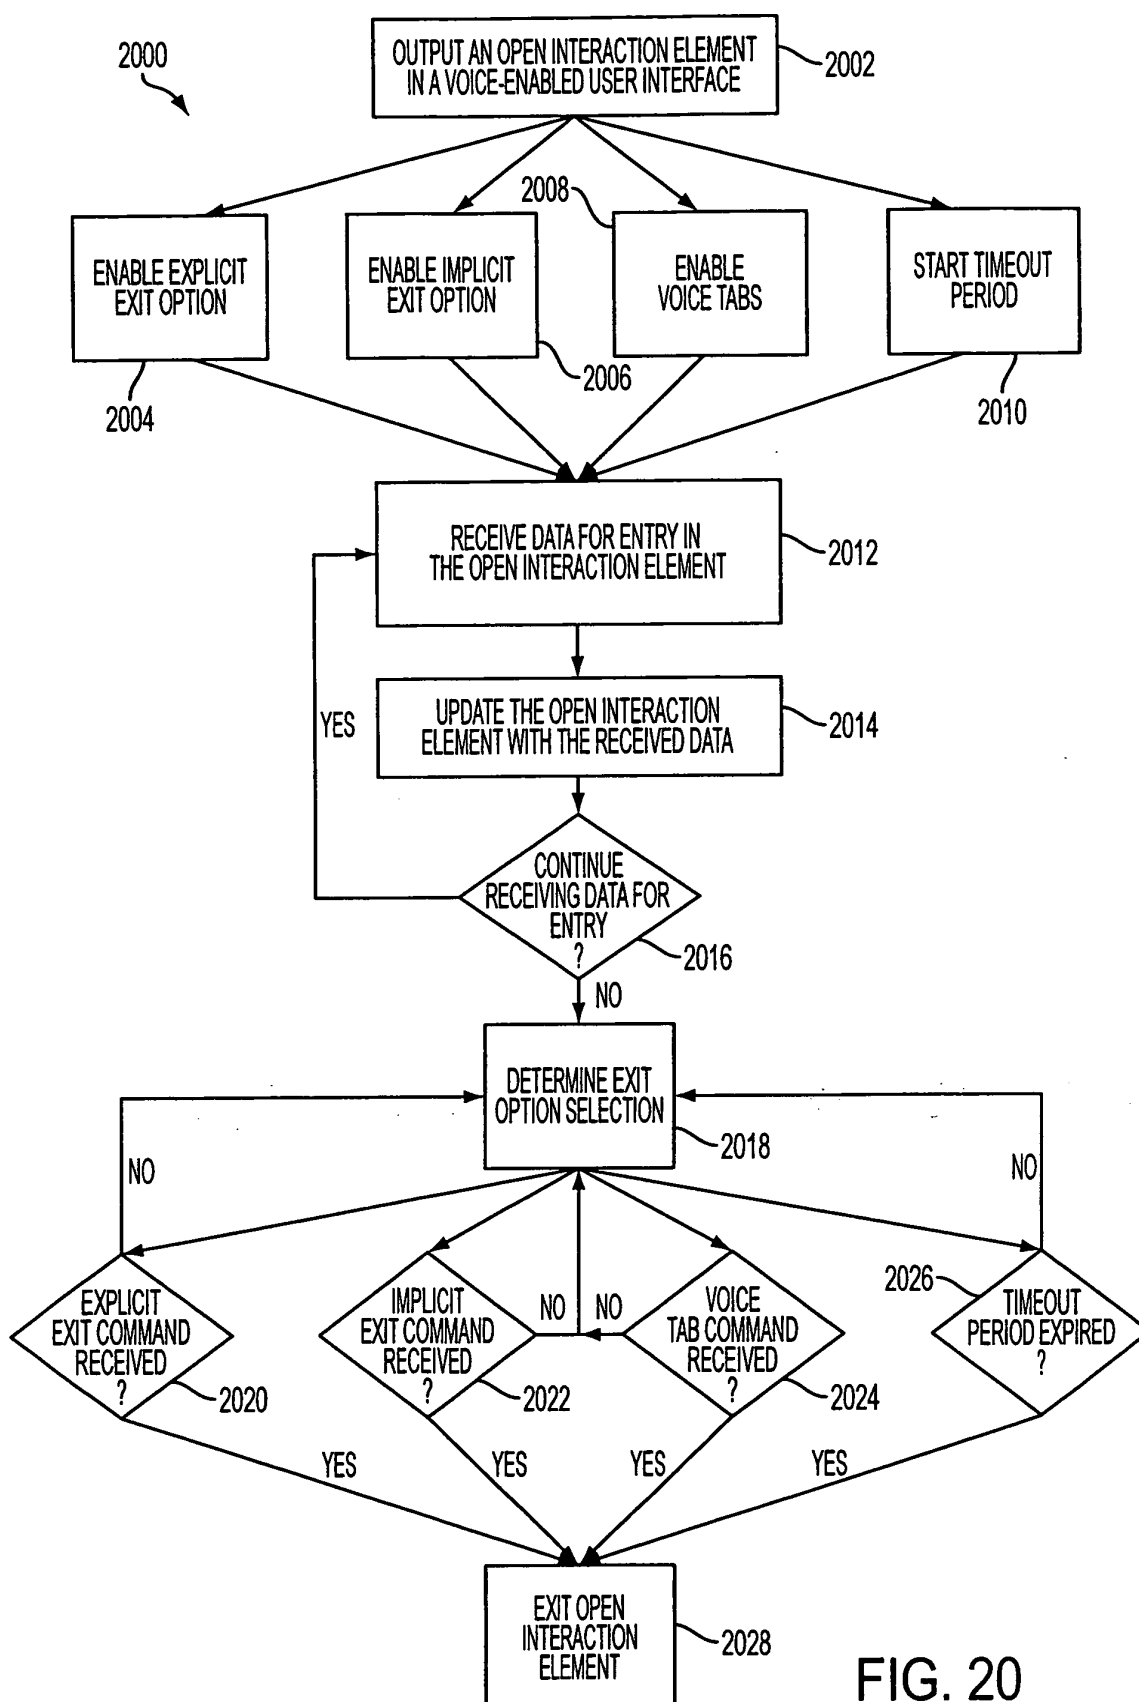 2000
OUTPUT AN OPEN INTERACTION ELEMENT
IN A VOICE-ENABLED USER INTERFACE
2002
ENABLE EXPLICIT
EXIT OPTION
2004
ENABLE IMPLICIT
EXIT OPTION
2006
2008
ENABLE
VOICE TABS
START TIMEOUT
PERIOD
2010
RECEIVE DATA FOR ENTRY IN
THE OPEN INTERACTION ELEMENT
2012
UPDATE THE OPEN INTERACTION
ELEMENT WITH THE RECEIVED DATA
2014
YES
CONTINUE
RECEIVING DATA FOR
ENTRY
?
2016
NO
DETERMINE EXIT
OPTION SELECTION
2018
NO
NO
EXPLICIT
EXIT COMMAND
RECEIVED
?
2020
IMPLICIT
EXIT COMMAND
RECEIVED
?
2022
NO
NO
VOICE
TAB COMMAND
RECEIVED
?
2024
2026
TIMEOUT
PERIOD EXPIRED
?
YES
YES
YES
YES
EXIT OPEN
INTERACTION
ELEMENT
2028
FIG. 20